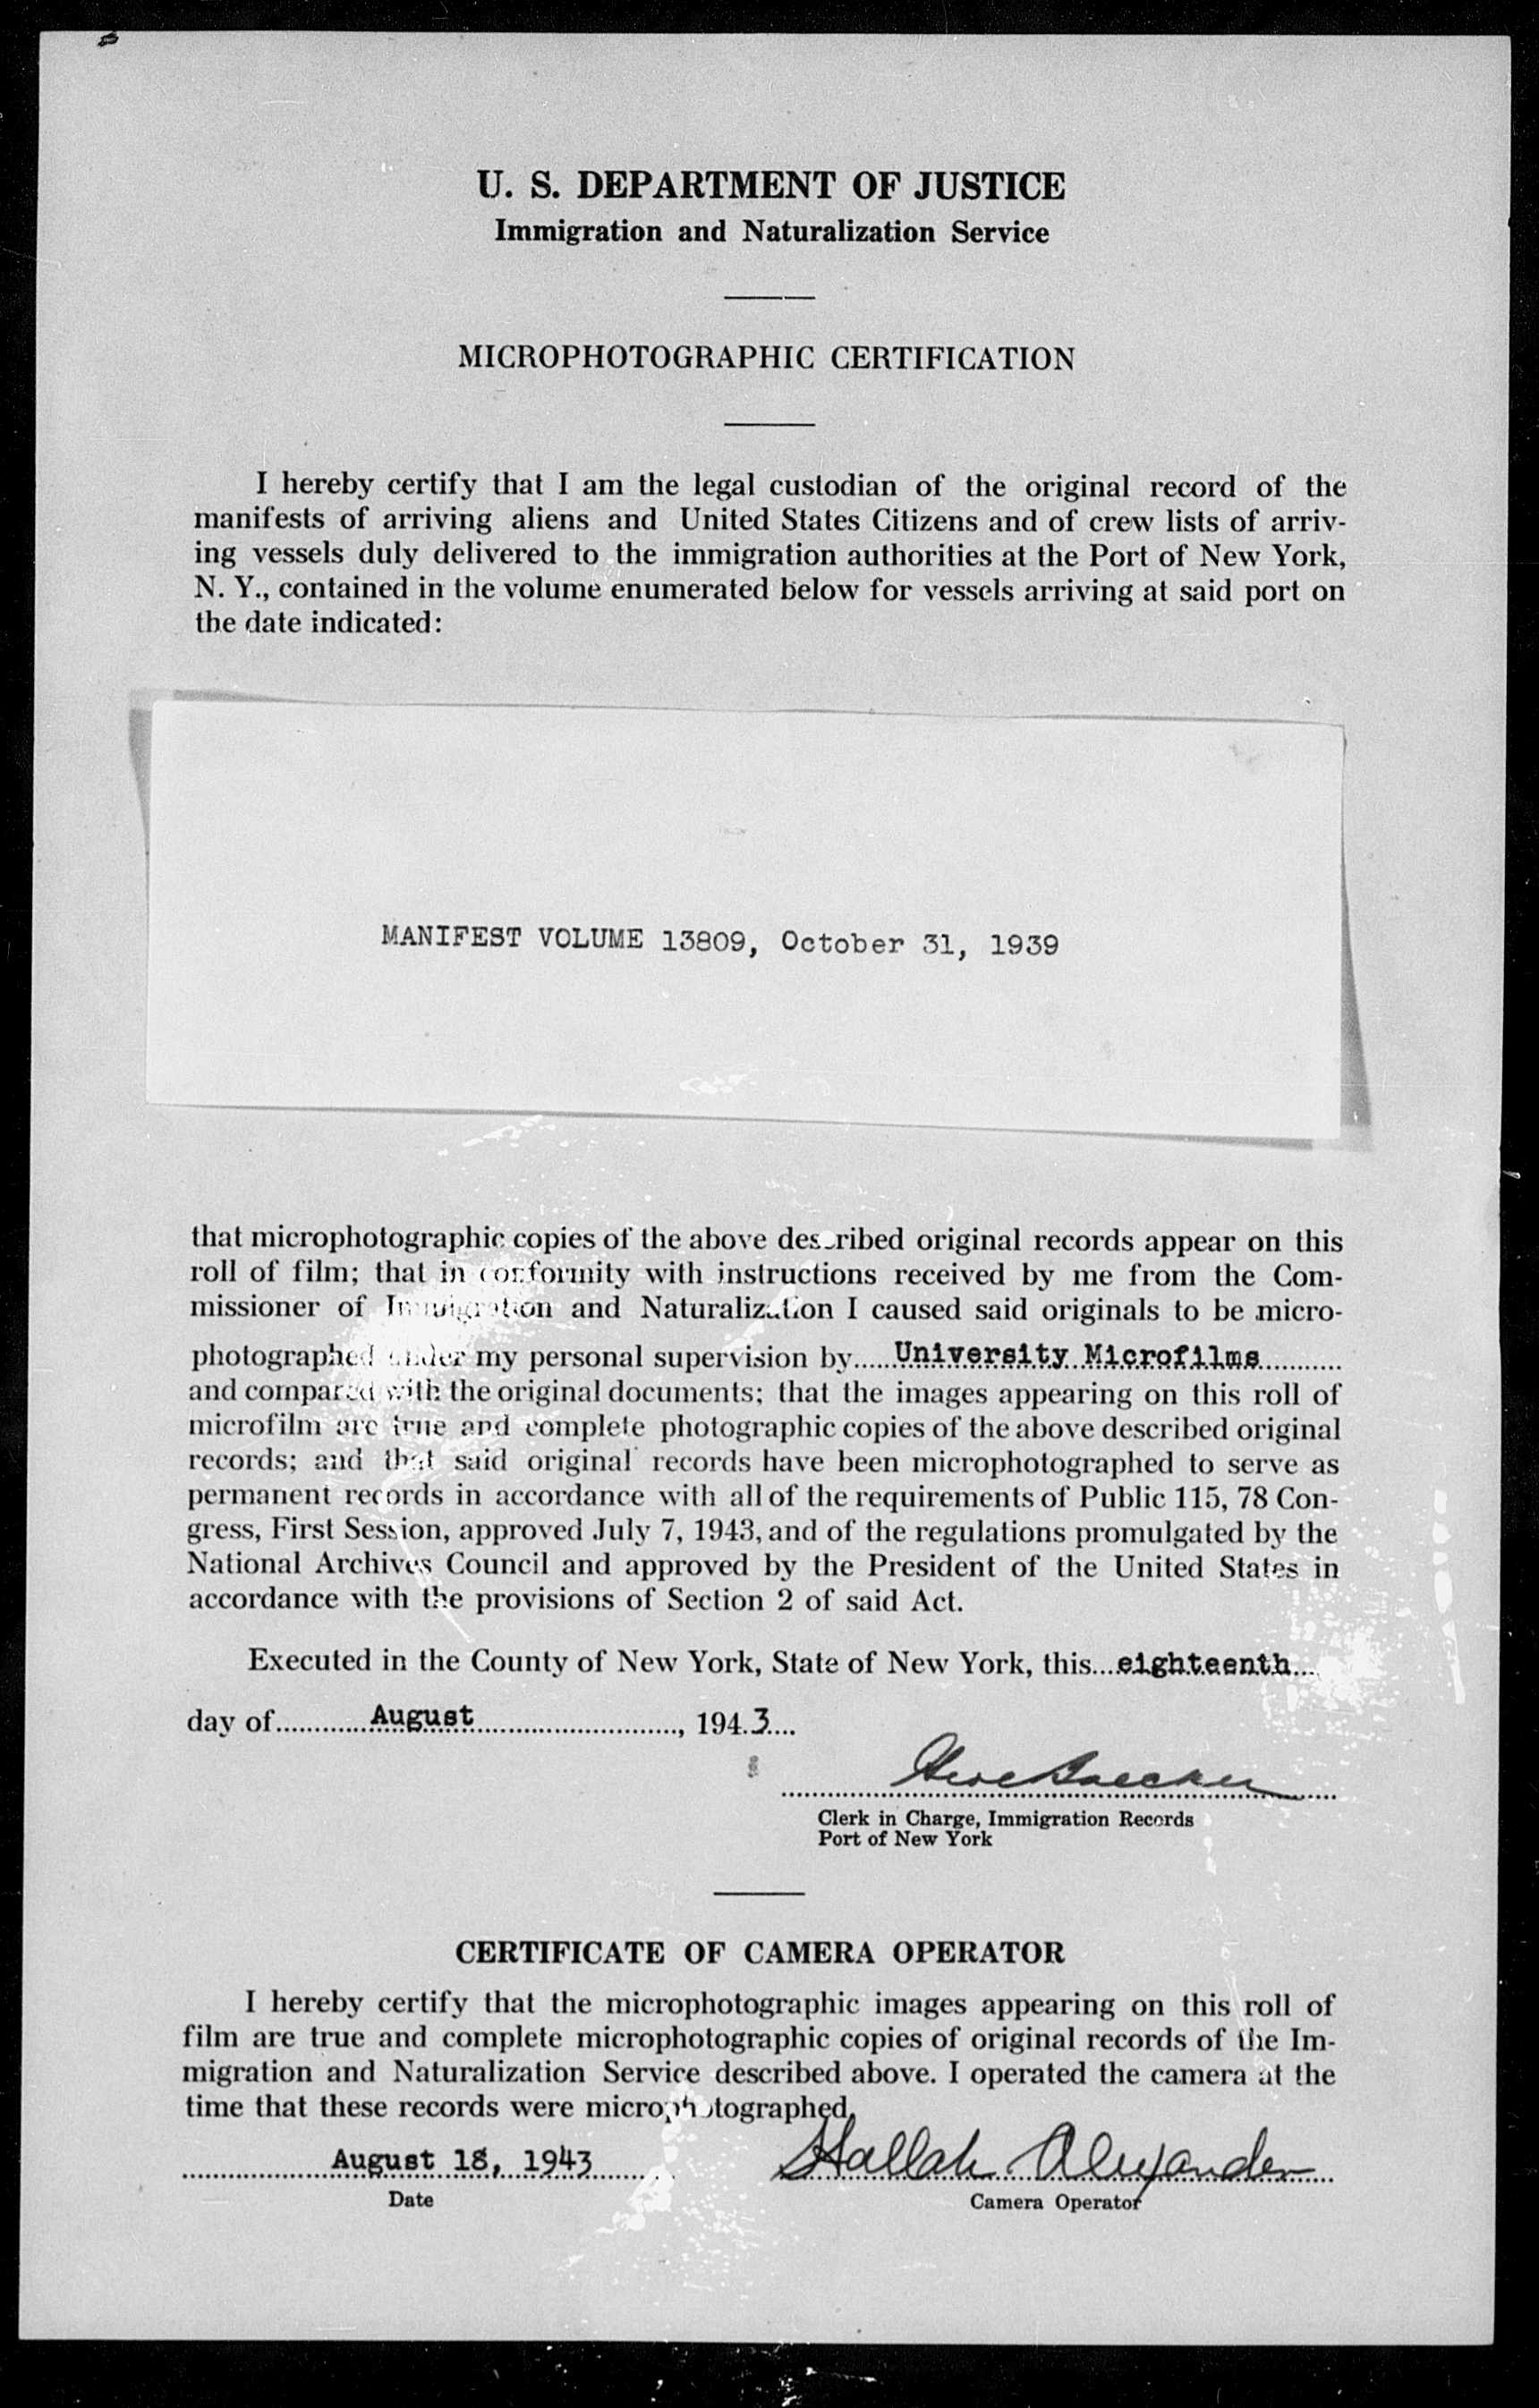 U. S. DEPARTMENT OF JUSTICE
Immigration and Naturalization Service
MICROPHOTOGRAPHIC CERTIFICATION
I hereby certify that I am the legal custodian of the original record of the
manifests of arriving aliens and United States Citizens and of crew lists of arriv-
ing vessels duly delivered to the immigration authorities at the Port of New York,
N. Y., contained in the volume enumerated below for vessels arriving at said port on
the date indicated:
MANIFEST VOLUME 13809, October 31, 1939
that microphotographic copies of the above described original records appear on this
roll of film; that in conformity with instructions received by me from the Com-
missioner of Immigration and Naturalization I caused said originals to be micro-
photographed under my personal supervision by.....University Microfilms..........
and compared with the original documents; that the images appearing on this roll of
microfilm are true and complete photographic copies of the above described original
records; and that said original records have been microphotographed to serve as
permanent records in accordance with all of the requirements of Public 115, 78 Con-
gress, First Session, approved July 7, 1943, and of the regulations promulgated by the
National Archives Council and approved by the President of the United States in
accordance with the provisions of Section 2 of said Act.
Executed in the County of New York, State of New York, this...eighteenth...
day of............August..........................., 194.3....
Clerk in Charge, Immigration Records
Port of New York
CERTIFICATE OF CAMERA OPERATOR
I hereby certify that the microphotographic images appearing on this roll of
film are true and complete microphotographic copies of original records of the Im-
migration and Naturalization Service described above. I operated the camera at the
time that these records were microphotographed.
August 18, 1943 Alexander
Date
Camera Operator